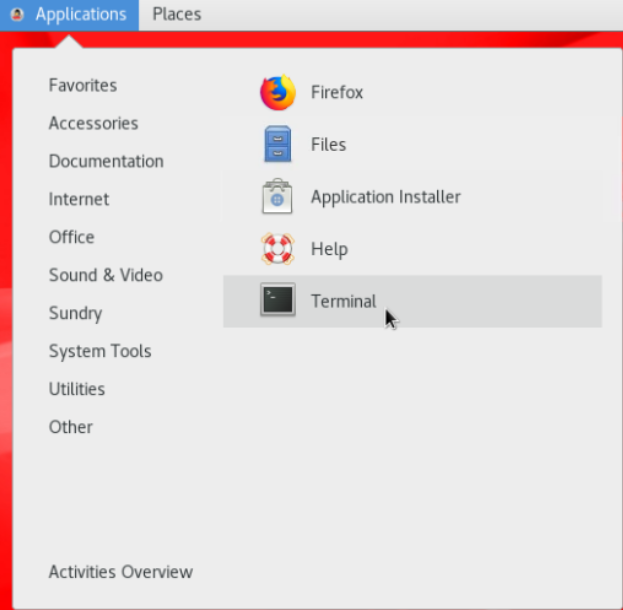 Applications Places
Favorites
Accessories
Documentation
Internet
Office
Sound & Video
Sundry
System Tools
Utilities
Other
Activities Overview
Firefox
Files
Application Installer
Help
Terminal